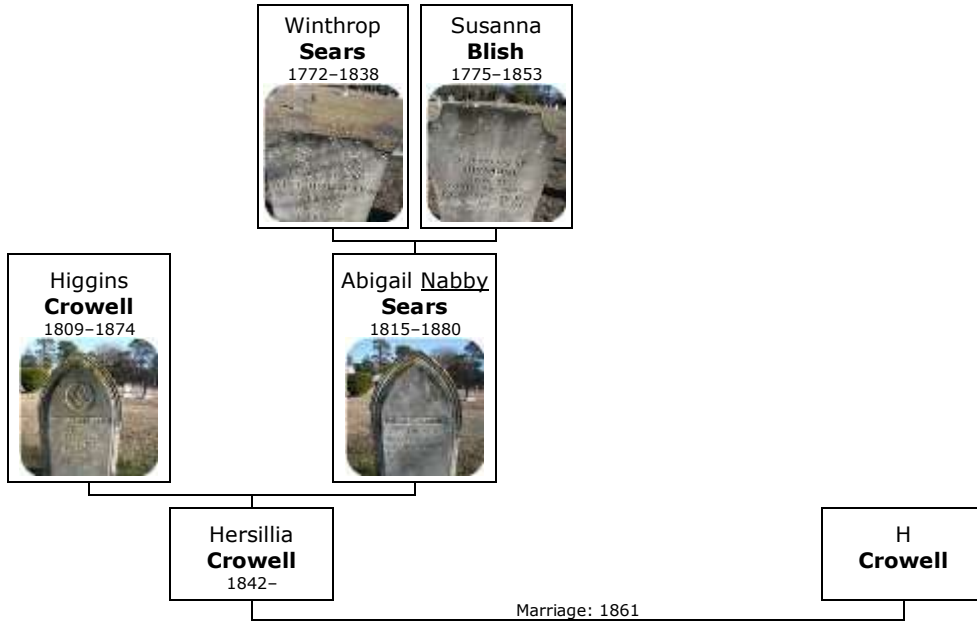 Winthrop
Sears
1772–1838
Susanna
Blish
1775–1853
Higgins
Crowell
1809–1874
Abigail Nabby
Sears
1815–1880
Hersillia
Crowell
1842–
H
Crowell
Marriage: 1861